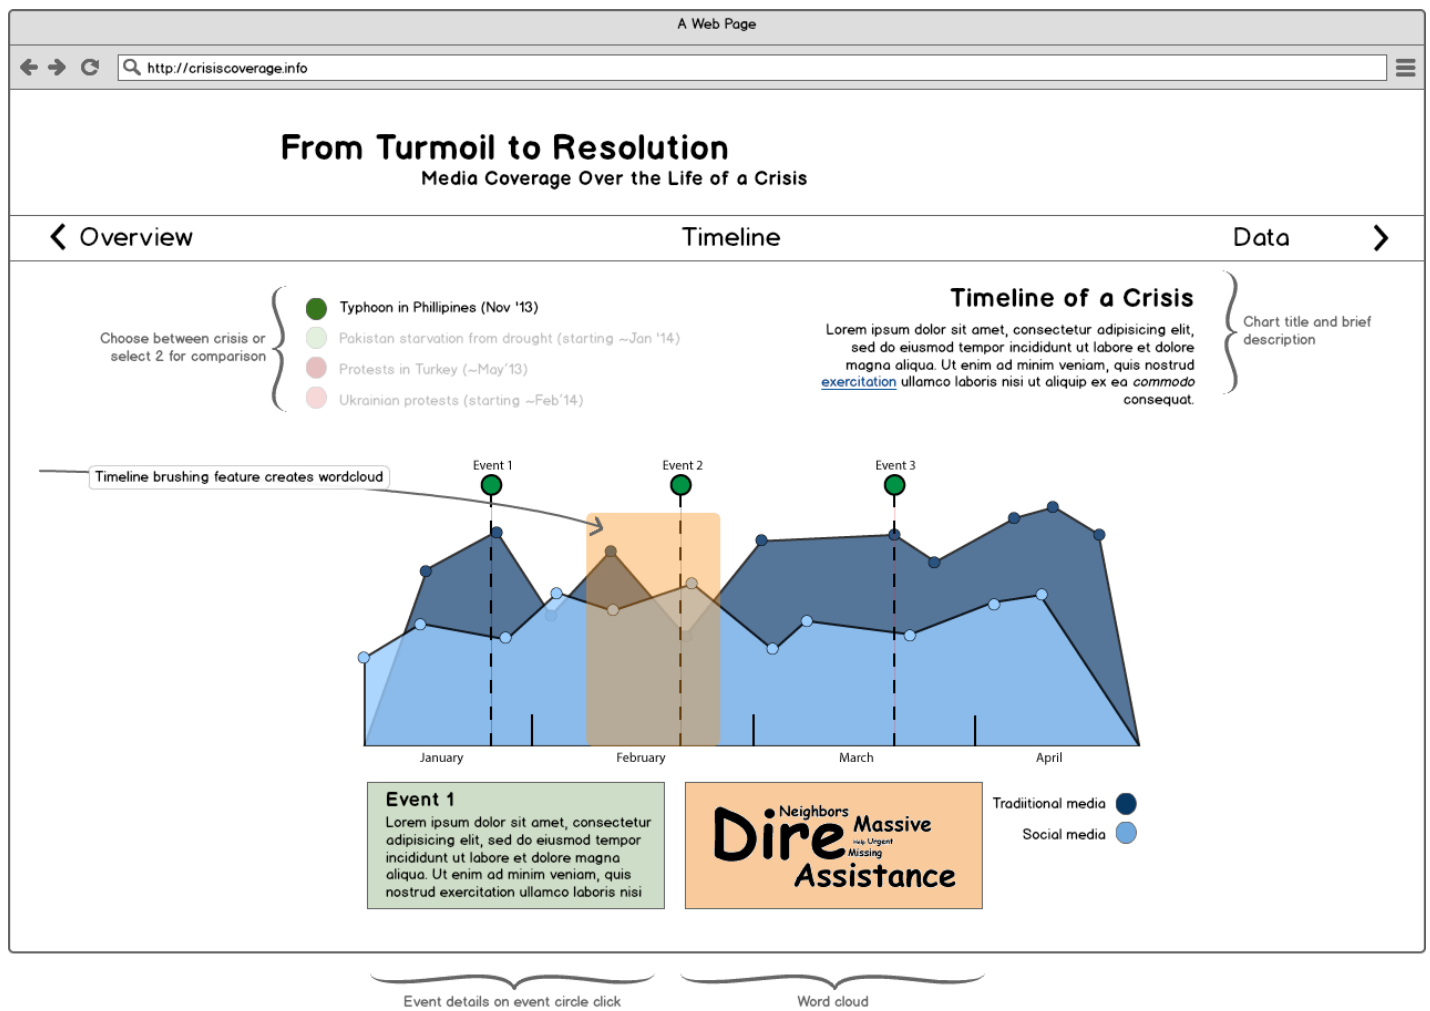 A Web Page
http://crisiscoverage.info
From Turmoil to Resolution
Media Coverage Over the Life of a Crisis
Overview
Timeline
Data
Choose between crisis or
select 2 for comparison
Typhoon in Phillipines (Nov '13)
Pakistan starvation from drought (starting ~Jan '14)
Protests in Turkey (~May'13)
Ukrainian protests (starting ~Feb'14)
Timeline of a Crisis
Lorem ipsum dolor sit amet, consectetur adipisicing elit,
sed do eiusmod tempor incididunt ut labore et dolore
magna aliqua. Ut enim ad minim veniam, quis nostrud
exercitation ullamco laboris nisi ut aliquip ex ea commodo
consequat.
Chart title and brief
description
Timeline brushing feature creates wordcloud
Event 1
Event 2
Event 3
January
February
March
April
Event 1
Lorem ipsum dolor sit amet, consectetur
adipisicing elit, sed do eiusmod tempor
incididunt ut labore et dolore magna
aliqua. Ut enim ad minim veniam, quis
nostrud exercitation ullamco laboris nisi
Neighbors
Dire
Massive
Help Urgent
Missing
Assistance
Tradiitional media
Social media
Event details on event circle click
Word cloud